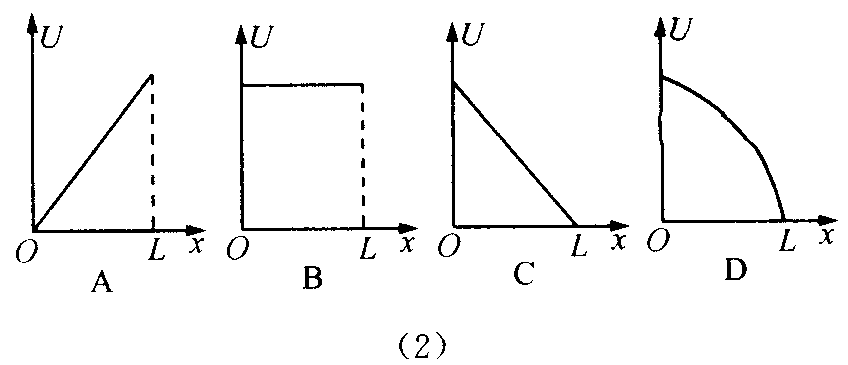 U U U U
O L x O L x O L x O L x
A B C D
（2）